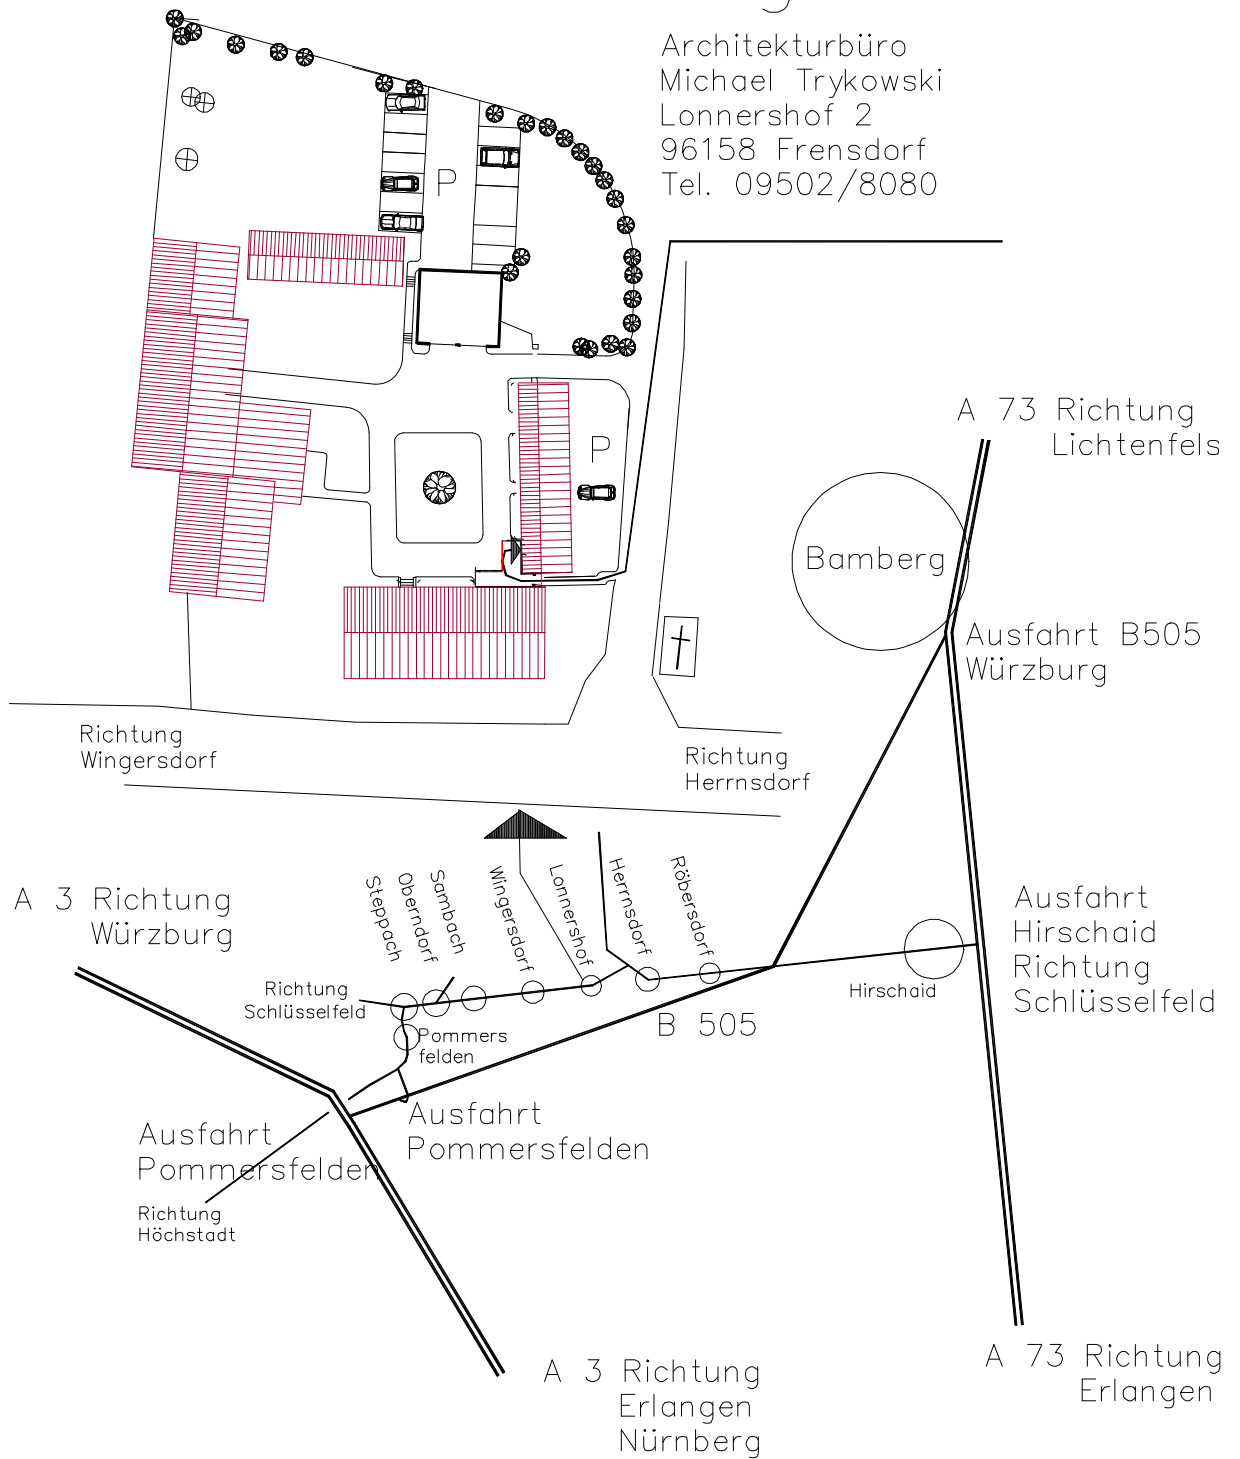 Architekturbüro
Michael Trykowski
Lonnershof 2
96158 Frensdorf
Tel. 09502/8080
P
P
A 73 Richtung
Lichtenfels
Bamberg
Ausfahrt B505
Würzburg
Richtung
Wingersdorf
Richtung
Herrnsdorf
A 3 Richtung
Würzburg
Steppach
Oberndorf
Sambach
Wingersdorf
Lonnershof
Herrnsdorf
Röbersdorf
Ausfahrt
Hirschaid
Richtung
Schlüsselfeld
Richtung
Schlüsselfeld
Hirschaid
B 505
Pommers
felden
Ausfahrt
Pommersfelden
Ausfahrt
Pommersfelden
Richtung
Höchstadt
A 3 Richtung
Erlangen
Nürnberg
A 73 Richtung
Erlangen